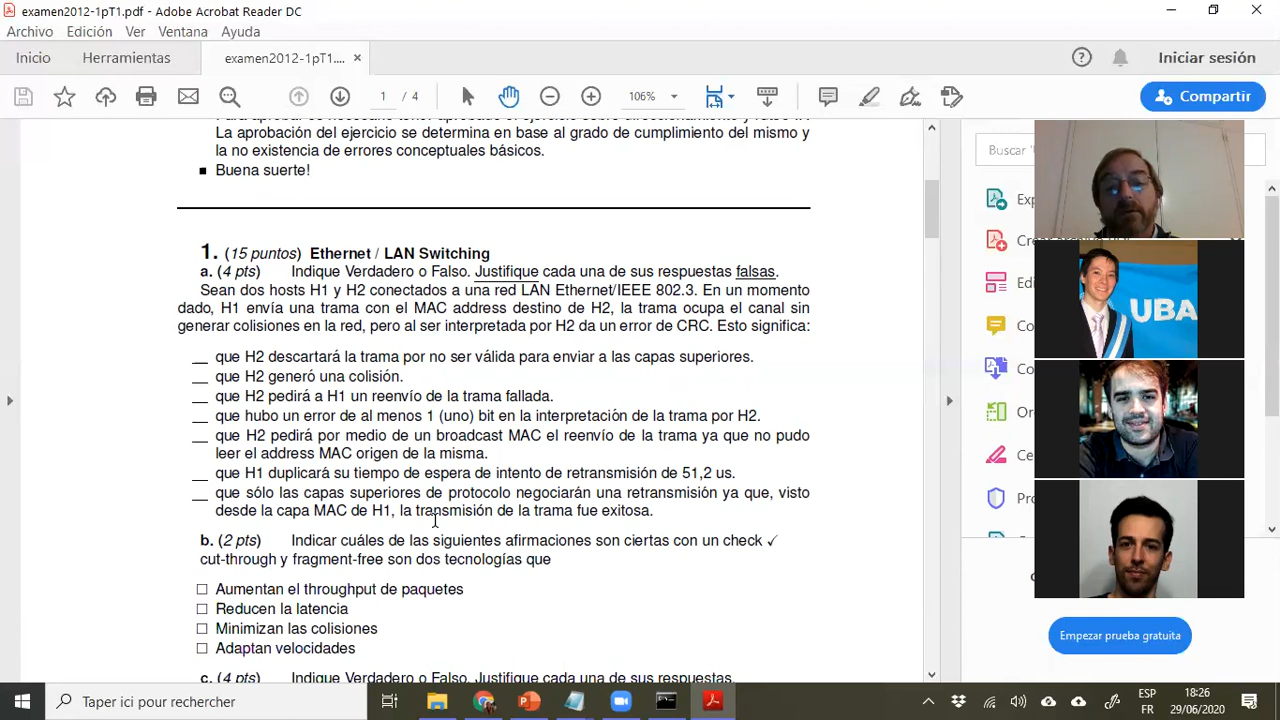 examen2012-1pT1.pdf - Adobe Acrobat Reader DC
Archivo Edición Ver Ventana Ayuda
Inicio Herramientas examen2012-1pT1.... × Iniciar sesión
1 / 4 106% Compartir
La aprobación del ejercicio se determina en base al grado de cumplimiento del mismo y
la no existencia de errores conceptuales básicos.
■ Buena suerte!
1. (15 puntos) Ethernet / LAN Switching
a. (4 pts) Indique Verdadero o Falso. Justifique cada una de sus respuestas falsas.
Sean dos hosts H1 y H2 conectados a una red LAN Ethernet/IEEE 802.3. En un momento
dado, H1 envía una trama con el MAC address destino de H2, la trama ocupa el canal sin
generar colisiones en la red, pero al ser interpretada por H2 da un error de CRC. Esto significa:
__ que H2 descartará la trama por no ser válida para enviar a las capas superiores.
__ que H2 generó una colisión.
__ que H2 pedirá a H1 un reenvío de la trama fallada.
__ que hubo un error de al menos 1 (uno) bit en la interpretación de la trama por H2.
__ que H2 pedirá por medio de un broadcast MAC el reenvío de la trama ya que no pudo
leer el address MAC origen de la misma.
__ que H1 duplicará su tiempo de espera de intento de retransmisión de 51,2 us.
__ que sólo las capas superiores de protocolo negociarán una retransmisión ya que, visto
desde la capa MAC de H1, la transmisión de la trama fue exitosa.
b. (2 pts) Indicar cuáles de las siguientes afirmaciones son ciertas con un check ✓
cut-through y fragment-free son dos tecnologías que
□ Aumentan el throughput de paquetes
□ Reducen la latencia
□ Minimizan las colisiones
□ Adaptan velocidades
c. (4 pts) Indique Verdadero o Falso. Justifique cada una de sus respuestas.
Buscar
UBA
Empezar prueba gratuita
Taper ici pour rechercher
ESP
FR
18:26
29/06/2020